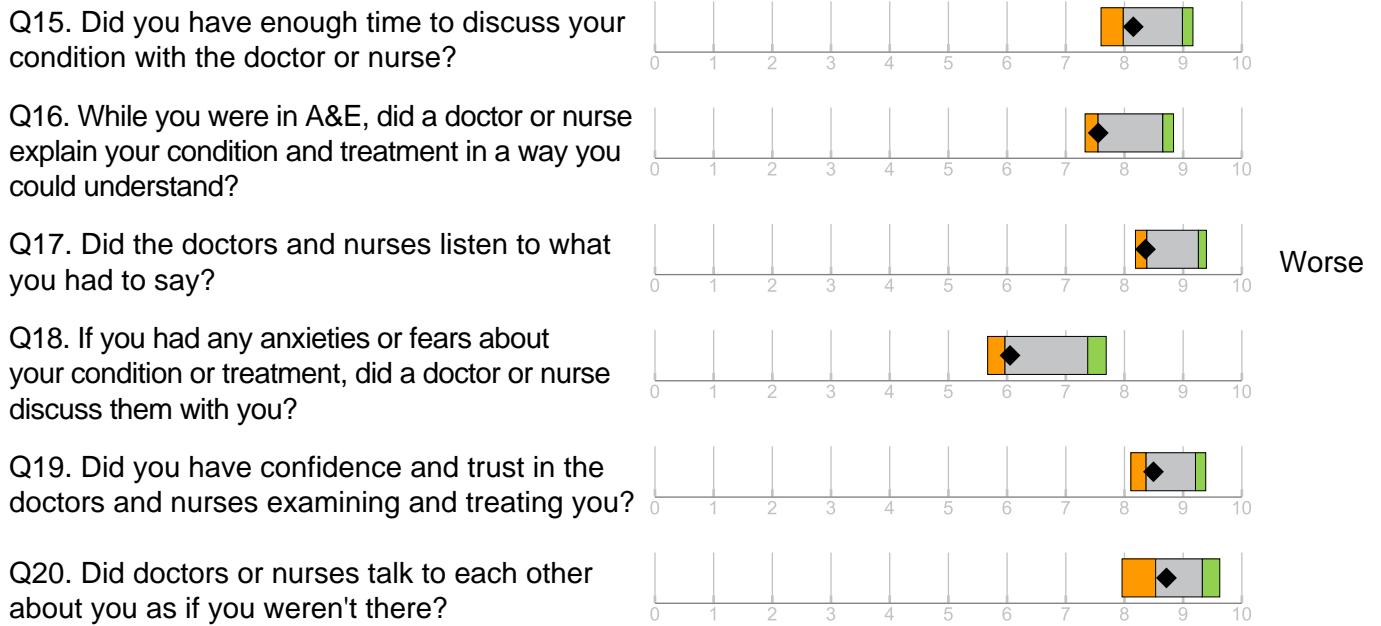 Q15. Did you have enough time to discuss your
condition with the doctor or nurse?
0 1 2 3 4 5 6 7 8 9 10
Q16. While you were in A&E, did a doctor or nurse
explain your condition and treatment in a way you
could understand?
0 1 2 3 4 5 6 7 8 9 10
Q17. Did the doctors and nurses listen to what
you had to say?
0 1 2 3 4 5 6 7 8 9 10
Worse
Q18. If you had any anxieties or fears about
your condition or treatment, did a doctor or nurse
discuss them with you?
0 1 2 3 4 5 6 7 8 9 10
Q19. Did you have confidence and trust in the
doctors and nurses examining and treating you?
0 1 2 3 4 5 6 7 8 9 10
Q20. Did doctors or nurses talk to each other
about you as if you weren't there?
0 1 2 3 4 5 6 7 8 9 10